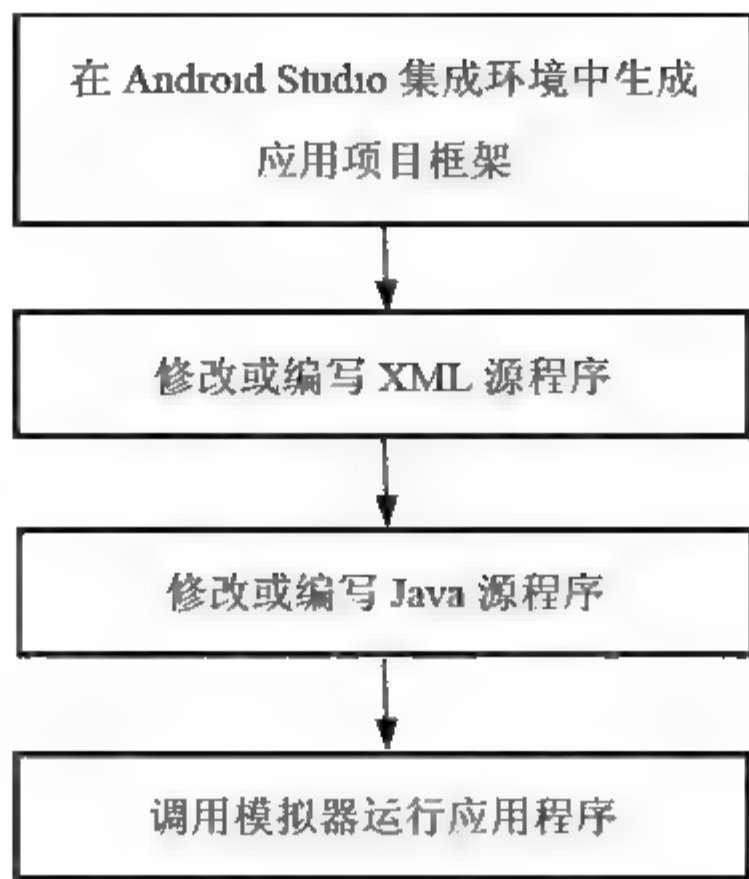 在 Android Studio 集成环境中生成
应用项目框架
修改或编写 XML 源程序
修改或编写 Java 源程序
调用模拟器运行应用程序